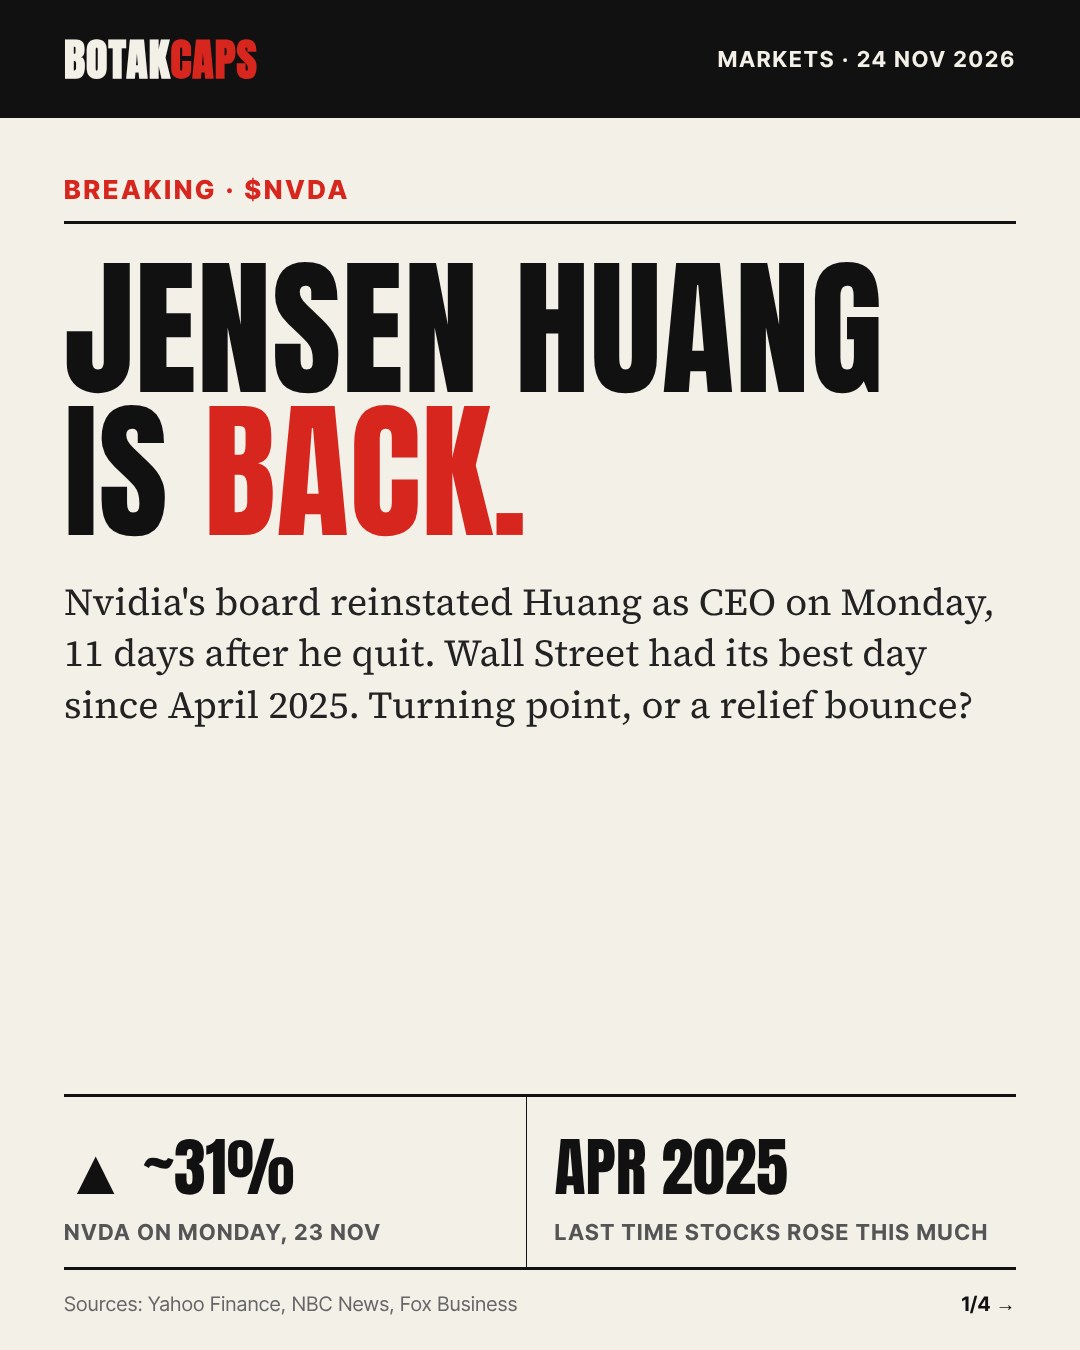 BOTAKCAPS
MARKETS · 24 NOV 2026
BREAKING · $NVDA
JENSEN HUANG
IS BACK.
Nvidia's board reinstated Huang as CEO on Monday,
11 days after he quit. Wall Street had its best day
since April 2025. Turning point, or a relief bounce?
▲ ~31%
NVDA ON MONDAY, 23 NOV
APR 2025
LAST TIME STOCKS ROSE THIS MUCH
Sources: Yahoo Finance, NBC News, Fox Business
1/4 →